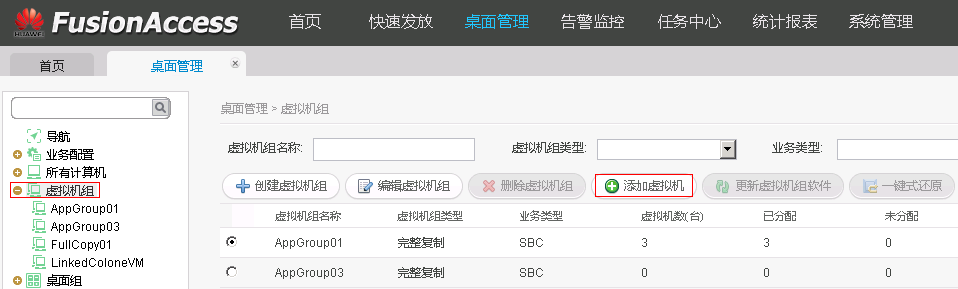 HUAWEI FusionAccess 首页 快速发放 桌面管理 告警监控 任务中心 统计报表 系统管理
首页 桌面管理
桌面管理 > 虚拟机组
导航
业务配置
所有计算机
虚拟机组
AppGroup01
AppGroup03
FullCopy01
LinkedColoneVM
桌面组
虚拟机组名称: 虚拟机组类型: 业务类型:
创建虚拟机组 编辑虚拟机组 删除虚拟机组 添加虚拟机 更新虚拟机组软件 一键式还原
虚拟机组名称 虚拟机组类型 业务类型 虚拟机数(台) 已分配 未分配
AppGroup01 完整复制 SBC 3 3 0
AppGroup03 完整复制 SBC 0 0 0